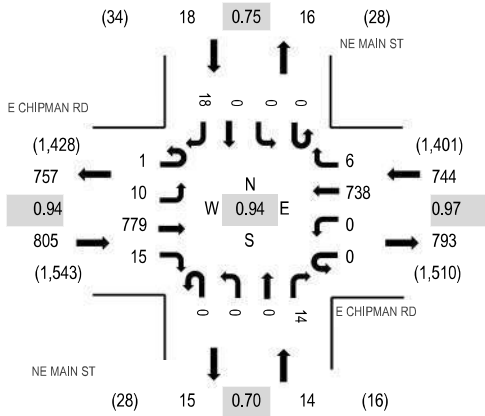 (34) 18 0.75 16 (28)
NE MAIN ST
18 0 0 0
E CHIPMAN RD
(1,428) (1,401)
757 1 6 744
10 N 738
0.94 W 0.94 E 0.97
779 0
805 S 793
15 0
(1,543) (1,510)
0 0 0 14
E CHIPMAN RD
NE MAIN ST
(28) 15 0.70 14 (16)